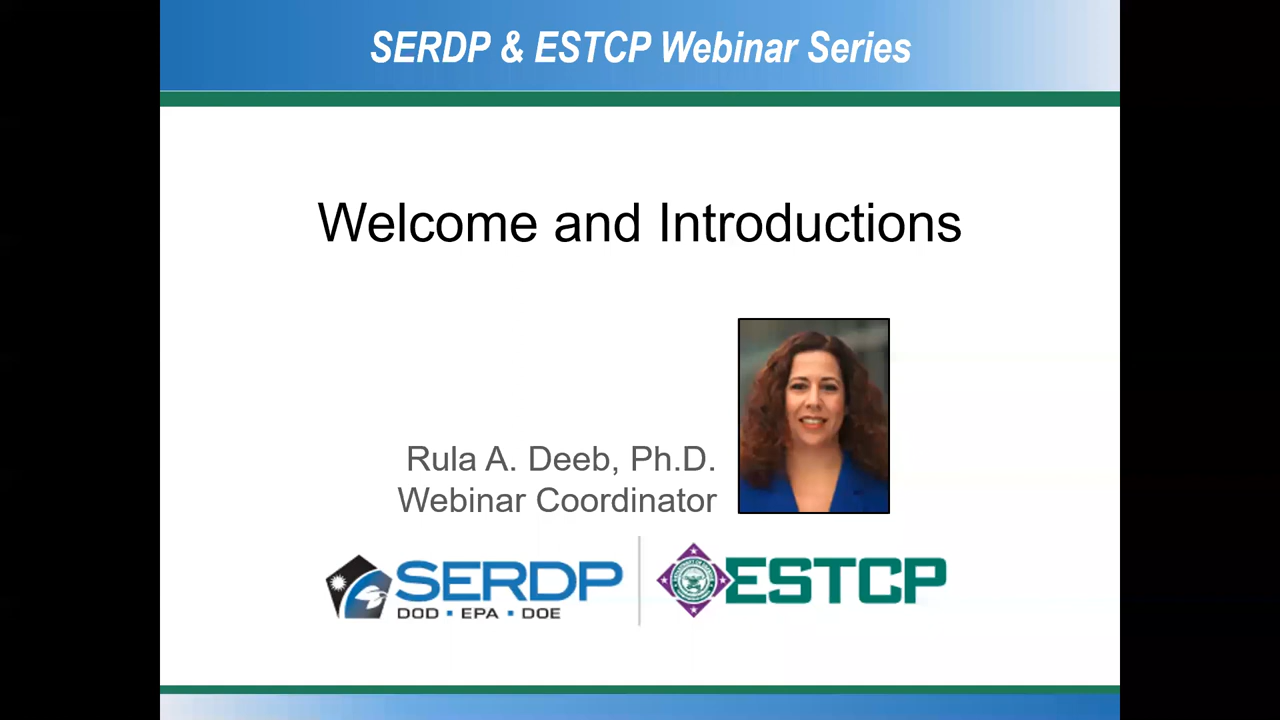 SERDP & ESTCP Webinar Series
Welcome and Introductions
Rula A. Deeb, Ph.D.
Webinar Coordinator
SERDP
DOD • EPA • DOE
ESTCP